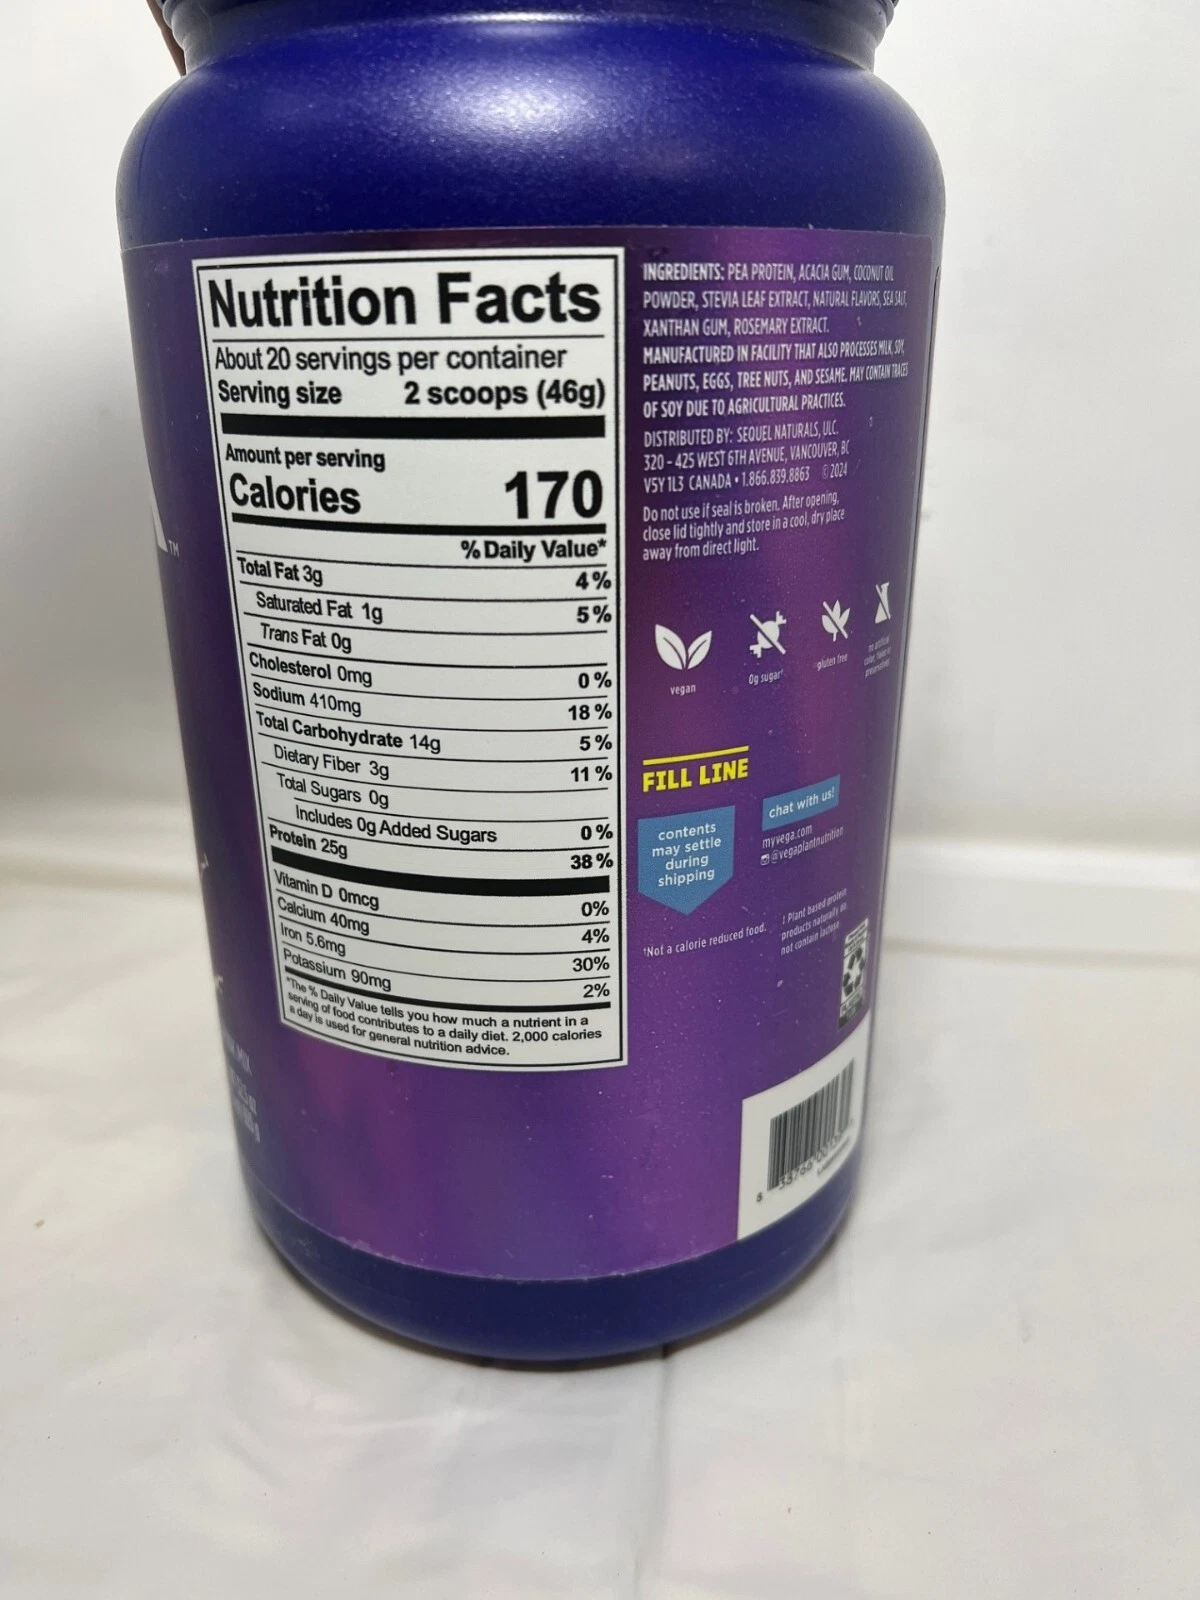 Nutrition Facts
About 20 servings per container
Serving size 2 scoops (46g)
Amount per serving
Calories 170
% Daily Value*
Total Fat 3g 4%
Saturated Fat 1g 5%
Trans Fat 0g
Cholesterol 0mg 0%
Sodium 410mg 18%
Total Carbohydrate 14g 5%
Dietary Fiber 3g 11%
Total Sugars 0g
Includes 0g Added Sugars 0%
Protein 25g 38%
Vitamin D 0mcg 0%
Calcium 40mg 4%
Iron 5.6mg 30%
Potassium 90mg 2%
*The % Daily Value tells you how much a nutrient in a
serving of food contributes to a daily diet. 2,000 calories
a day is used for general nutrition advice.
INGREDIENTS: PEA PROTEIN, ACACIA GUM, COCONUT OIL
POWDER, STEVIA LEAF EXTRACT, NATURAL FLAVORS, SEA SALT,
XANTHAN GUM, ROSEMARY EXTRACT.
MANUFACTURED IN FACILITY THAT ALSO PROCESSES MILK, SOY,
PEANUTS, EGGS, TREE NUTS, AND SESAME. MAY CONTAIN TRACES
OF SOY DUE TO AGRICULTURAL PRACTICES.
DISTRIBUTED BY: SEQUEL NATURALS, ULC.
320 - 425 WEST 6TH AVENUE, VANCOUVER, BC
V5Y 1L3 CANADA • 1.866.839.8863 ©2024
Do not use if seal is broken. After opening,
close lid tightly and store in a cool, dry place
away from direct light.
vegan
0g sugar†
gluten free
no artificial
color, flavor or
preservatives
FILL LINE
contents
may settle
during
shipping
chat with us!
myvega.com
@vegaplantnutrition
†Not a calorie reduced food.
‡ Plant based protein
products naturally do
not contain lactose
TM